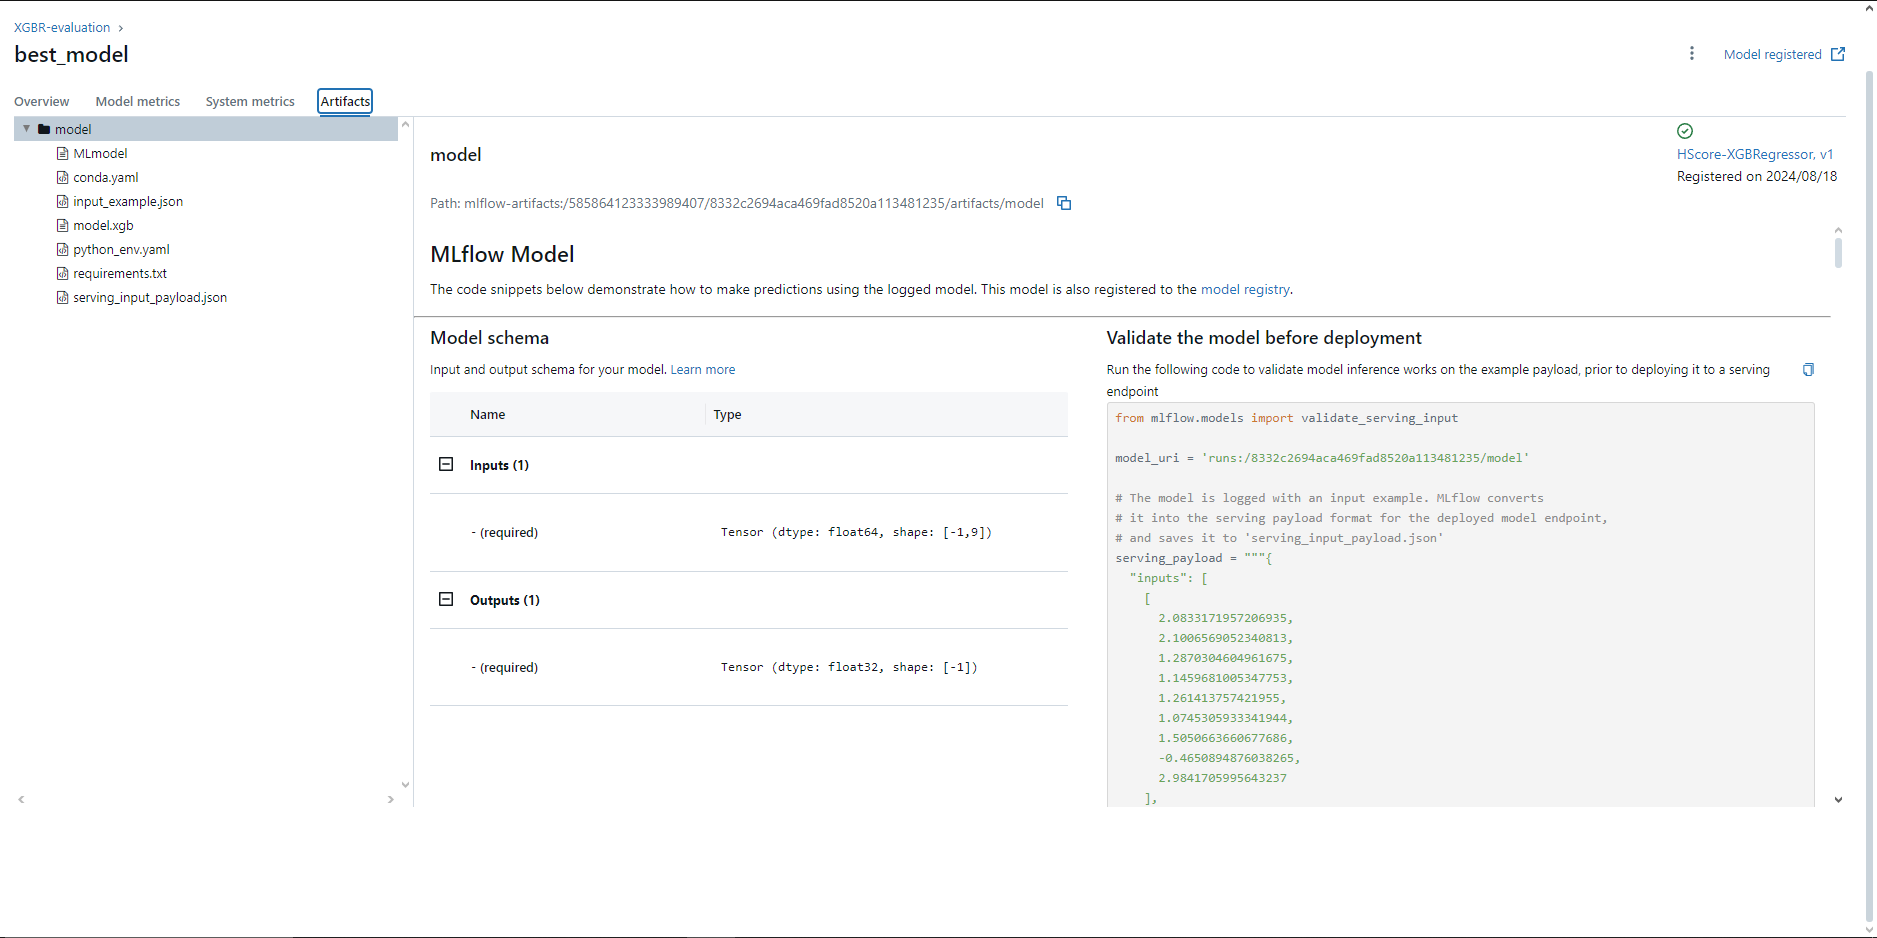 XGBR-evaluation
best_model
Model registered
Overview Model metrics System metrics Artifacts
model
MLmodel
conda.yaml
input_example.json
model.xgb
python_env.yaml
requirements.txt
serving_input_payload.json
model
HScore-XGBRegressor, v1
Registered on 2024/08/18
Path: mlflow-artifacts:/585864123333989407/8332c2694aca469fad8520a113481235/artifacts/model
MLflow Model
The code snippets below demonstrate how to make predictions using the logged model. This model is also registered to the model registry.
Model schema
Input and output schema for your model. Learn more
Name Type
Inputs (1)
- (required) Tensor (dtype: float64, shape: [-1,9])
Outputs (1)
- (required) Tensor (dtype: float32, shape: [-1])
Validate the model before deployment
Run the following code to validate model inference works on the example payload, prior to deploying it to a serving
endpoint
from mlflow.models import validate_serving_input
model_uri = 'runs:/8332c2694aca469fad8520a113481235/model'
# The model is logged with an input example. MLflow converts
# it into the serving payload format for the deployed model endpoint,
# and saves it to 'serving_input_payload.json'
serving_payload = """{
"inputs": [
[
2.0833171957206935,
2.1006569052340813,
1.2870304604961675,
1.1459681005347753,
1.261413757421955,
1.0745305933341944,
1.5050663660677686,
-0.4650894876038265,
2.9841705995643237
],